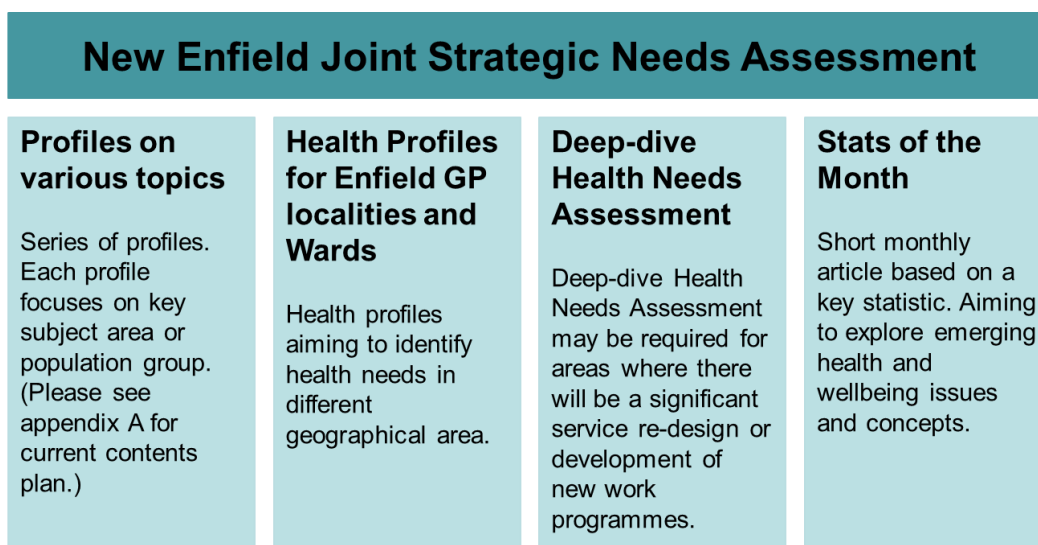 New Enfield Joint Strategic Needs Assessment
Profiles on
various topics
Series of profiles.
Each profile
focuses on key
subject area or
population group.
(Please see
appendix A for
current contents
plan.)
Health Profiles
for Enfield GP
localities and
Wards
Health profiles
aiming to identify
health needs in
different
geographical area.
Deep-dive
Health Needs
Assessment
Deep-dive Health
Needs Assessment
may be required for
areas where there
will be a significant
service re-design or
development of
new work
programmes.
Stats of the
Month
Short monthly
article based on a
key statistic. Aiming
to explore emerging
health and
wellbeing issues
and concepts.